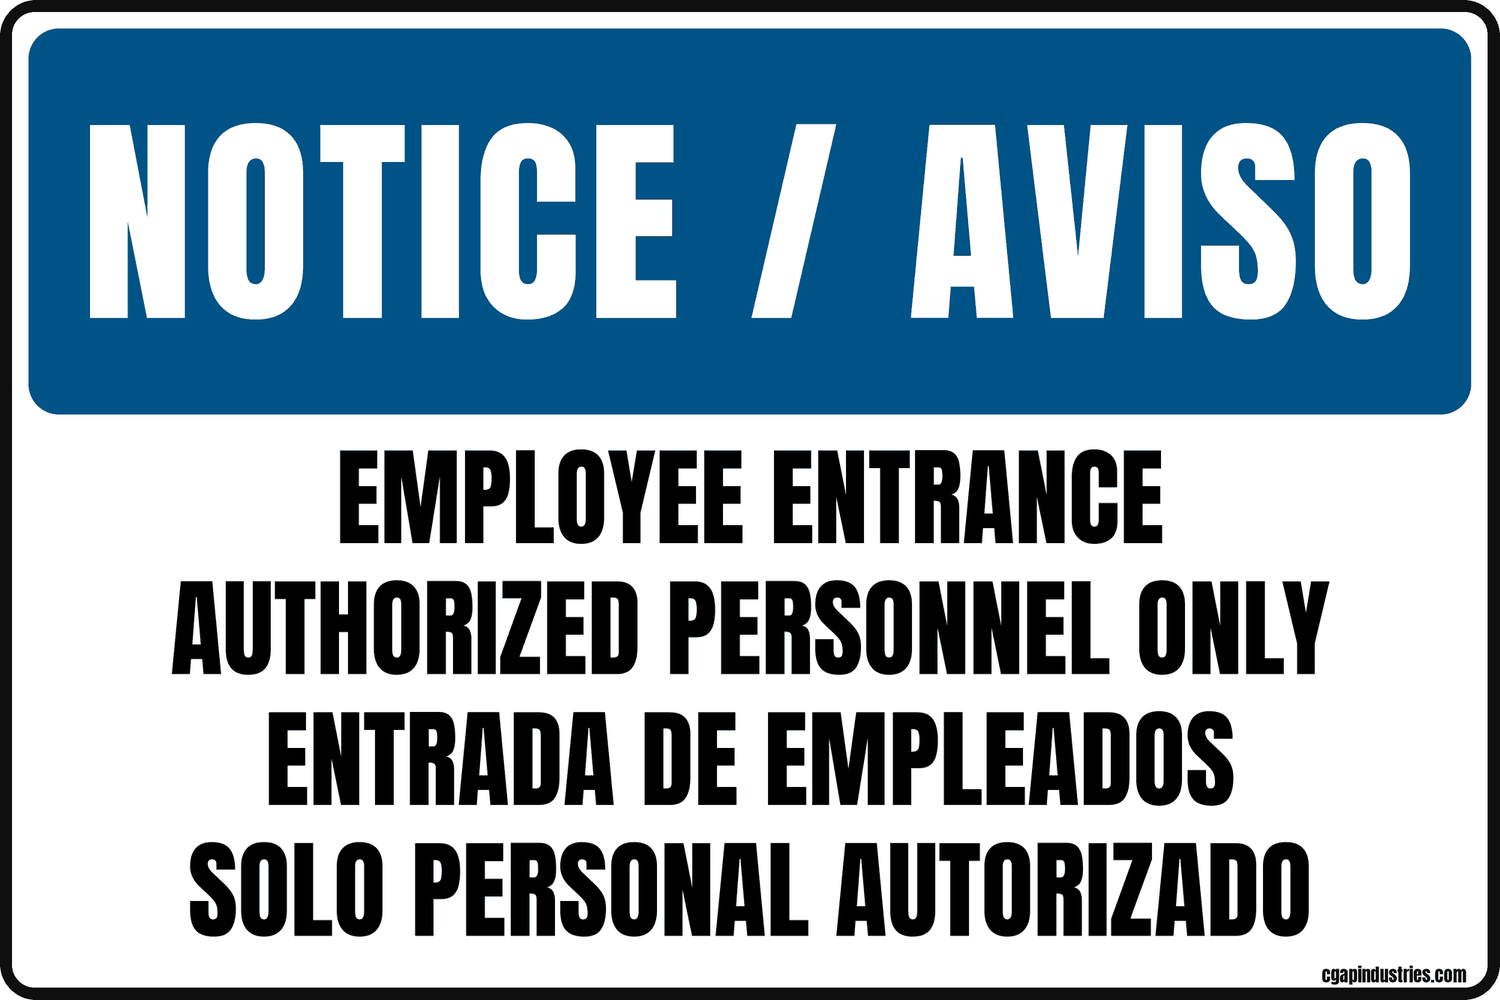 NOTICE / AVISO
EMPLOYEE ENTRANCE
AUTHORIZED PERSONNEL ONLY
ENTRADA DE EMPLEADOS
SOLO PERSONAL AUTORIZADO
cgapindustries.com